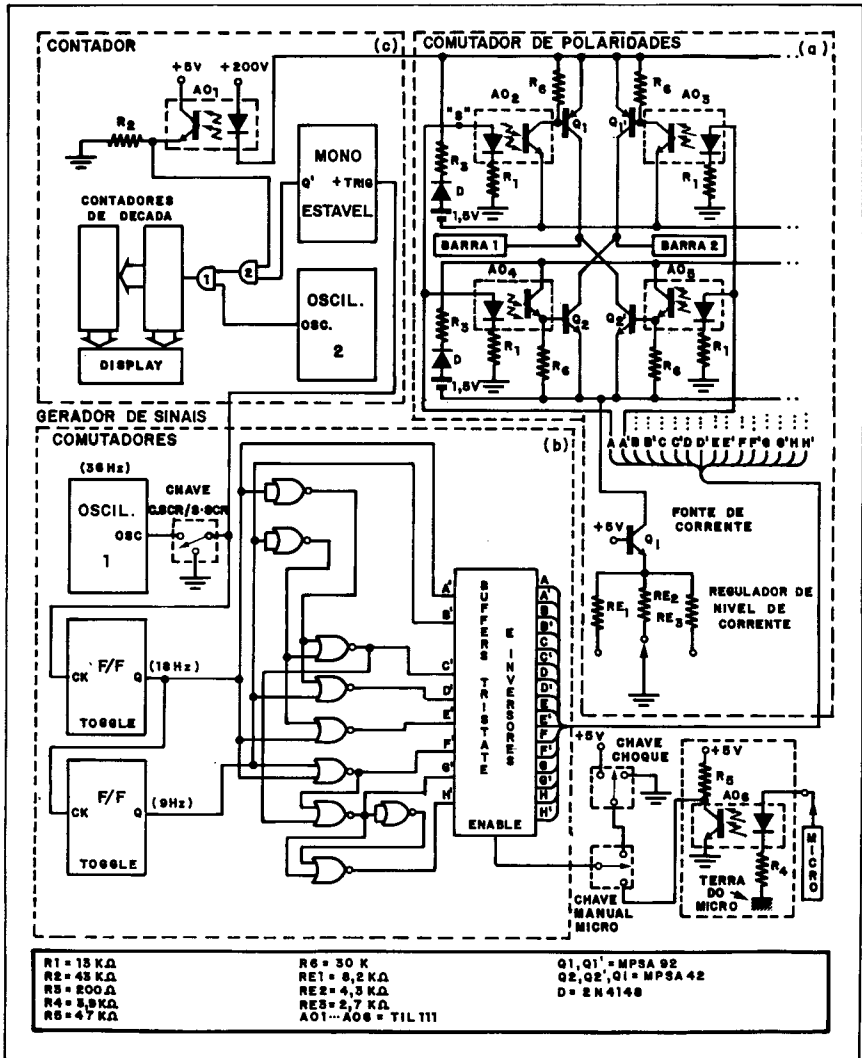 CONTADOR (c)
+5V +200V
AO1
R2
MONO
ESTAVEL
Q' +TRIG
CONTADORES
DE DECADA
1
2
OSCIL.
2
OSC.
DISPLAY
COMUTADOR DE POLARIDADES (a)
R6 R6
"S" AO2 Q1 Q1' AO3
R3 R1 R1
D
1,5V
BARRA 1 BARRA 2
AO4 AO5
Q2 Q2'
R3 R1 R6 R6 R1
D
1,5V
A A' B B' C C' D D' E E' F F' G G' H H'
FONTE DE
CORRENTE
+5V
Q1
RE1 RE2 RE3
REGULADOR DE
NIVEL DE
CORRENTE
GERADOR DE SINAIS
COMUTADORES (b)
(36Hz)
OSCIL.
OSC
1
CHAVE
C.SCR/S-SCR
F/F
CK Q (18Hz)
TOGGLE
F/F
CK Q (9Hz)
TOGGLE
A'
B'
C'
D'
E'
F'
G'
H'
BUFFERS TRISTATE
E INVERSORES
ENABLE
A
A'
B
B'
C
C'
D
D'
E
E'
F
F'
G
G'
H
H'
+5V
CHAVE
CHOQUE
CHAVE
MANUAL
MICRO
+5V
R5
AO6
R4
TERRA
DO
MICRO
MICRO
R1 = 13 KΩ
R2 = 43 KΩ
R3 = 200Ω
R4 = 3,9KΩ
R5 = 47 KΩ
R6 = 30 K
RE1 = 8,2KΩ
RE2 = 4,3 KΩ
RE3 = 2,7 KΩ
AO1···AO6 = TIL 111
Q1,Q1' = MPSA 92
Q2,Q2',Q1 = MPSA 42
D = 2N4148